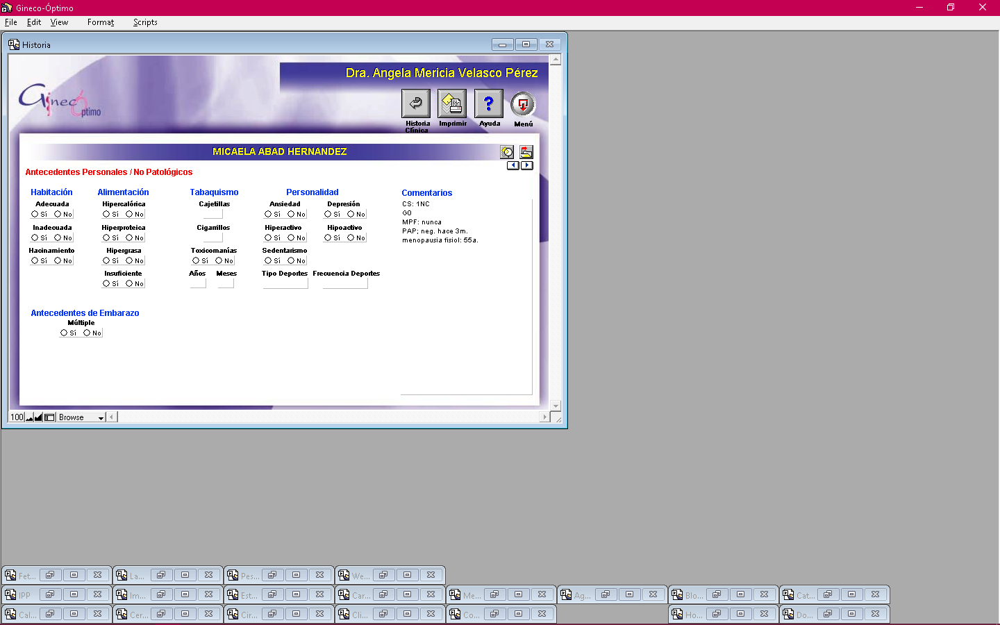 Gineco-Óptimo
File Edit View Format Scripts
Historia
Dra. Angela Mericia Velasco Pérez
Gineco Optimo
Historia Clínica Imprimir Ayuda Menú
MICAELA ABAD HERNANDEZ
Antecedentes Personales / No Patológicos
Habitación Alimentación Tabaquismo Personalidad Comentarios
Adecuada Hipercalórica Cajetillas Ansiedad Depresión
Sí No Sí No Sí No Sí No
Inadecuada Hiperproteica Cigarrillos Hiperactivo Hipoactivo
Sí No Sí No Sí No Sí No
Hacinamiento Hipergrasa Toxicomanías Sedentarismo
Sí No Sí No Sí No Sí No
Insuficiente Años Meses Tipo Deportes Frecuencia Deportes
Sí No
CS: 1NC
G0
MPF: nunca
PAP; neg. hace 3m.
menopausia fisiol: 55a.
Antecedentes de Embarazo
Múltiple
Sí No
100 Browse
Fet... La... Pes... We...
IPP Im... Est... Car... Me... Ag... Blo... Cat...
Cal... Cer... Cir... Clí... Co... Ho... Do...